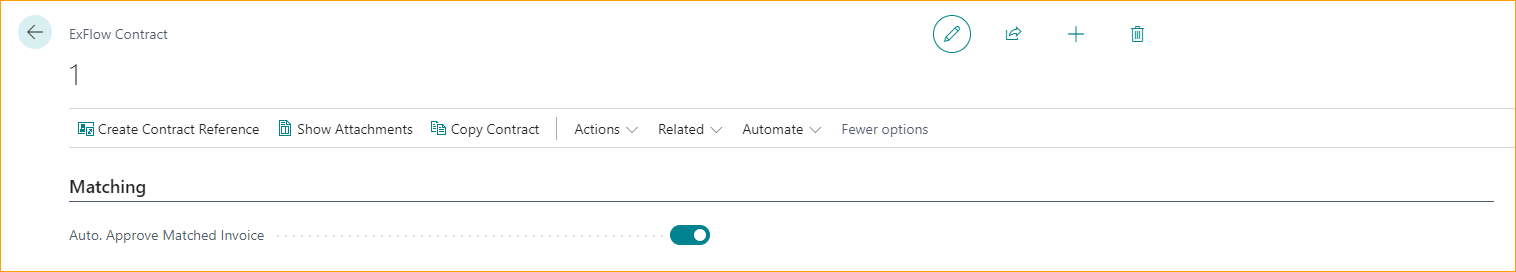 ExFlow Contract
1
Create Contract Reference Show Attachments Copy Contract Actions Related Automate Fewer options
Matching
Auto. Approve Matched Invoice